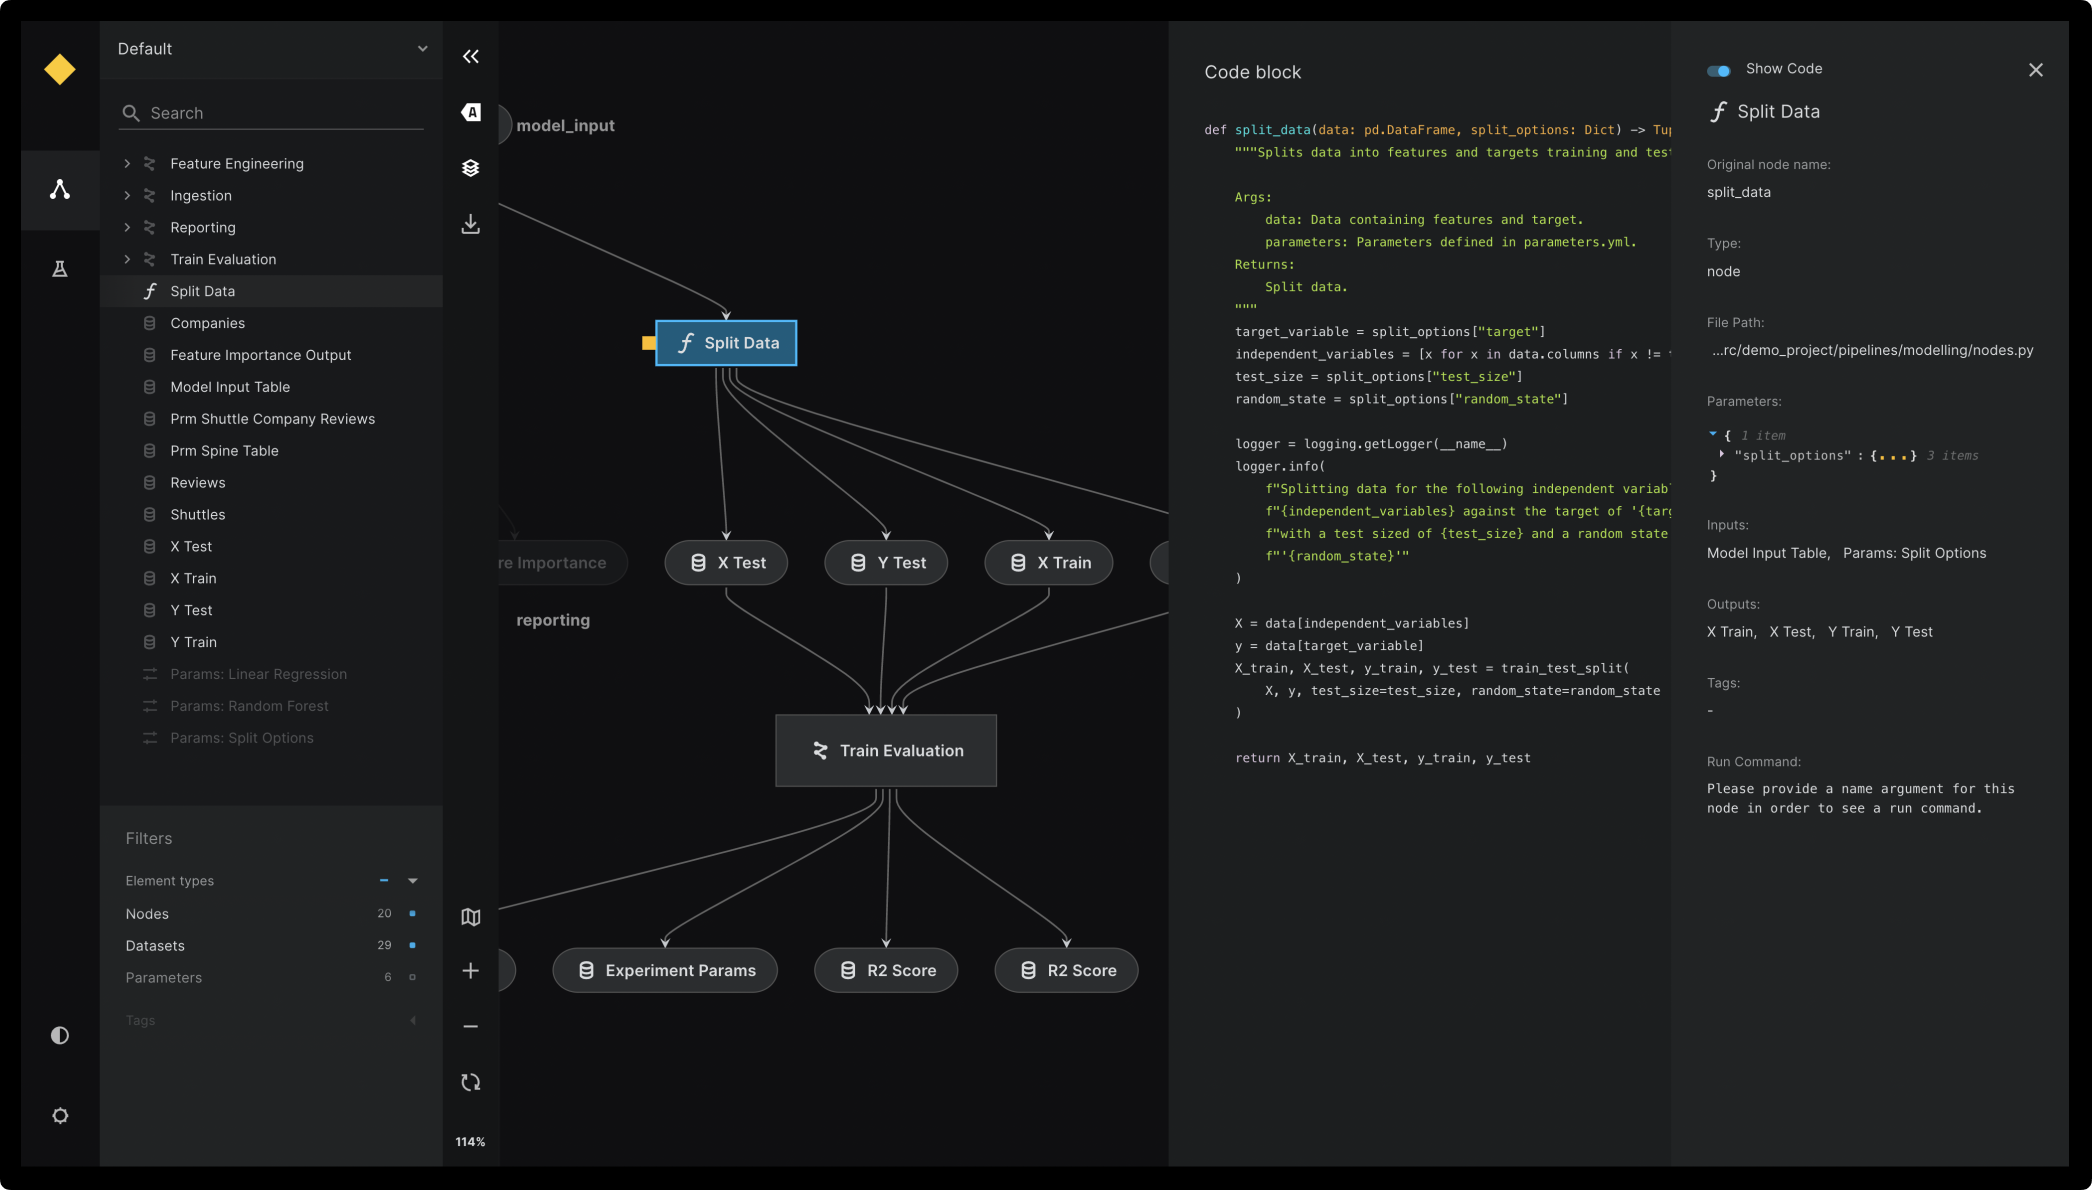 Default
Search
Feature Engineering
Ingestion
Reporting
Train Evaluation
Split Data
Companies
Feature Importance Output
Model Input Table
Prm Shuttle Company Reviews
Prm Spine Table
Reviews
Shuttles
X Test
X Train
Y Test
Y Train
Params: Linear Regression
Params: Random Forest
Params: Split Options
Filters
Element types
Nodes 20
Datasets 29
Parameters 6
Tags
A
114%
model_input
Split Data
re Importance
X Test
Y Test
X Train
reporting
Train Evaluation
Experiment Params
R2 Score
R2 Score
Code block
def split_data(data: pd.DataFrame, split_options: Dict) -> Tup
"""Splits data into features and targets training and test
Args:
data: Data containing features and target.
parameters: Parameters defined in parameters.yml.
Returns:
Split data.
"""
target_variable = split_options["target"]
independent_variables = [x for x in data.columns if x != t
test_size = split_options["test_size"]
random_state = split_options["random_state"]
logger = logging.getLogger(__name__)
logger.info(
f"Splitting data for the following independent variabl
f"{independent_variables} against the target of '{targ
f"with a test sized of {test_size} and a random state
f"'{random_state}'"
)
X = data[independent_variables]
y = data[target_variable]
X_train, X_test, y_train, y_test = train_test_split(
X, y, test_size=test_size, random_state=random_state
)
return X_train, X_test, y_train, y_test
Show Code
Split Data
Original node name:
split_data
Type:
node
File Path:
...rc/demo_project/pipelines/modelling/nodes.py
Parameters:
{ 1 item
"split_options" : {...} 3 items
}
Inputs:
Model Input Table, Params: Split Options
Outputs:
X Train, X Test, Y Train, Y Test
Tags:
-
Run Command:
Please provide a name argument for this
node in order to see a run command.